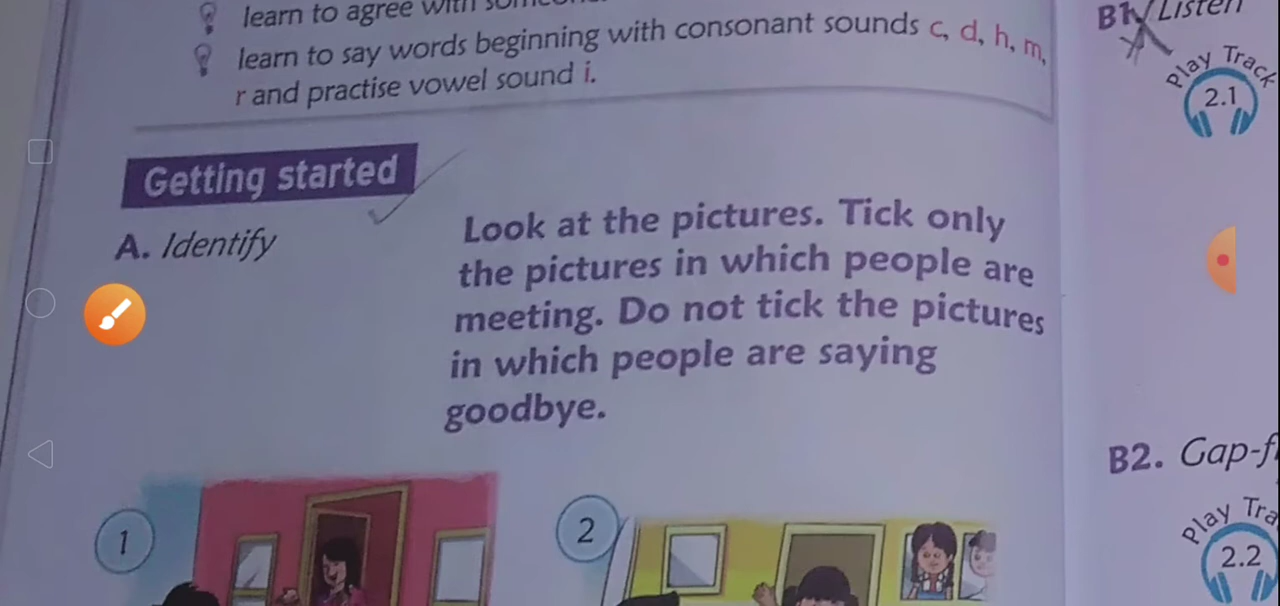 learn to agree with
learn to say words beginning with consonant sounds c, d, h, m,
r and practise vowel sound i.
Getting started
A. Identify
Look at the pictures. Tick only
the pictures in which people are
meeting. Do not tick the pictures
in which people are saying
goodbye.
1
2
B1 Listen
Play Track
2.1
B2. Gap-f
Play Tra
2.2